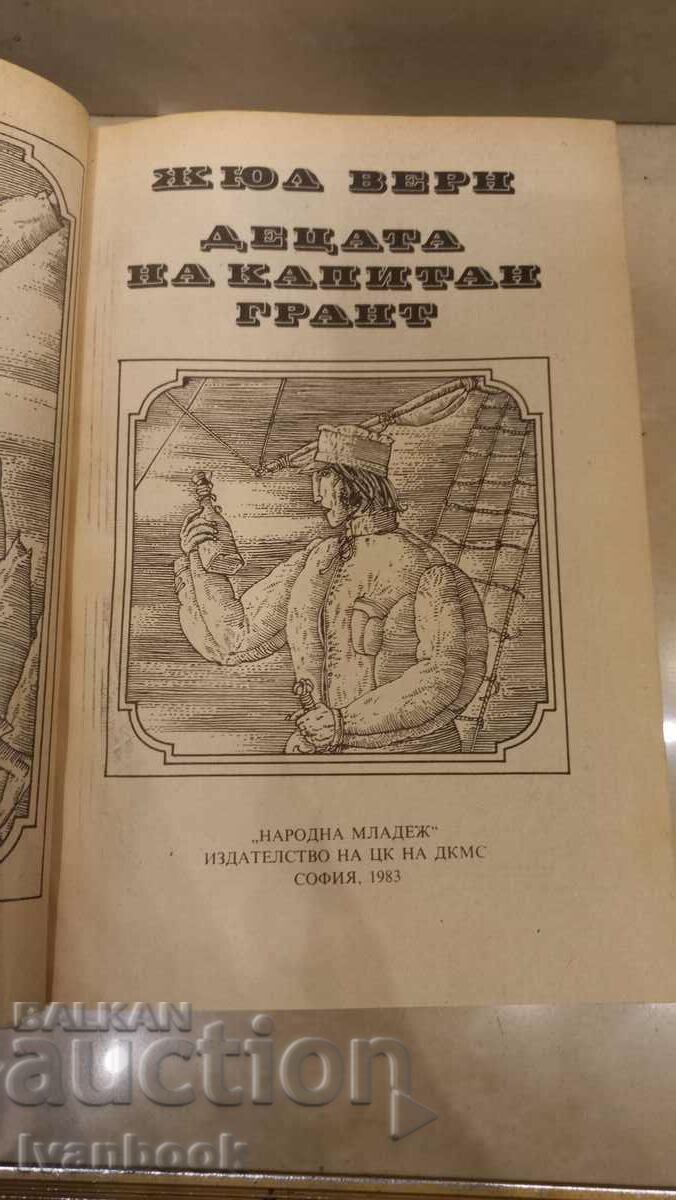 ЖЮЛ ВЕРН
ДЕЦАТА
НА КАПИТАН
ГРАНТ
„НАРОДНА МЛАДЕЖ“
ИЗДАТЕЛСТВО НА ЦК НА ДКМС
СОФИЯ, 1983
BALKAN
auction
Ivanbook